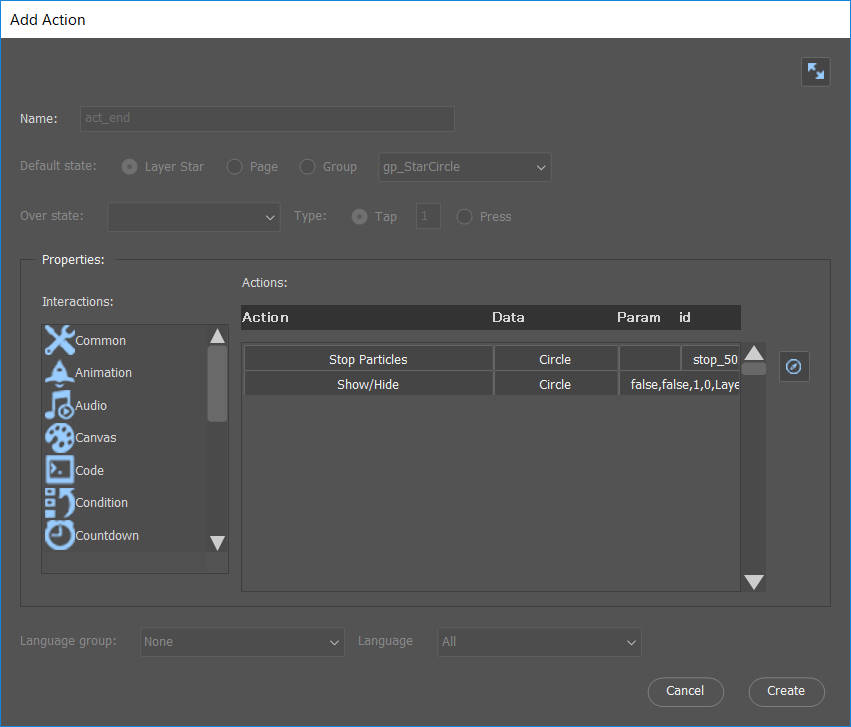 Add Action
Name: act_end
Default state: Layer Star Page Group gp_StarCircle
Over state: Type: Tap 1 Press
Properties:
Interactions:
Common
Animation
Audio
Canvas
Code
Condition
Countdown
Actions:
Action Data Param id
Stop Particles Circle stop_50
Show/Hide Circle false,false,1,0,Laye
Language group: None Language All
Cancel Create